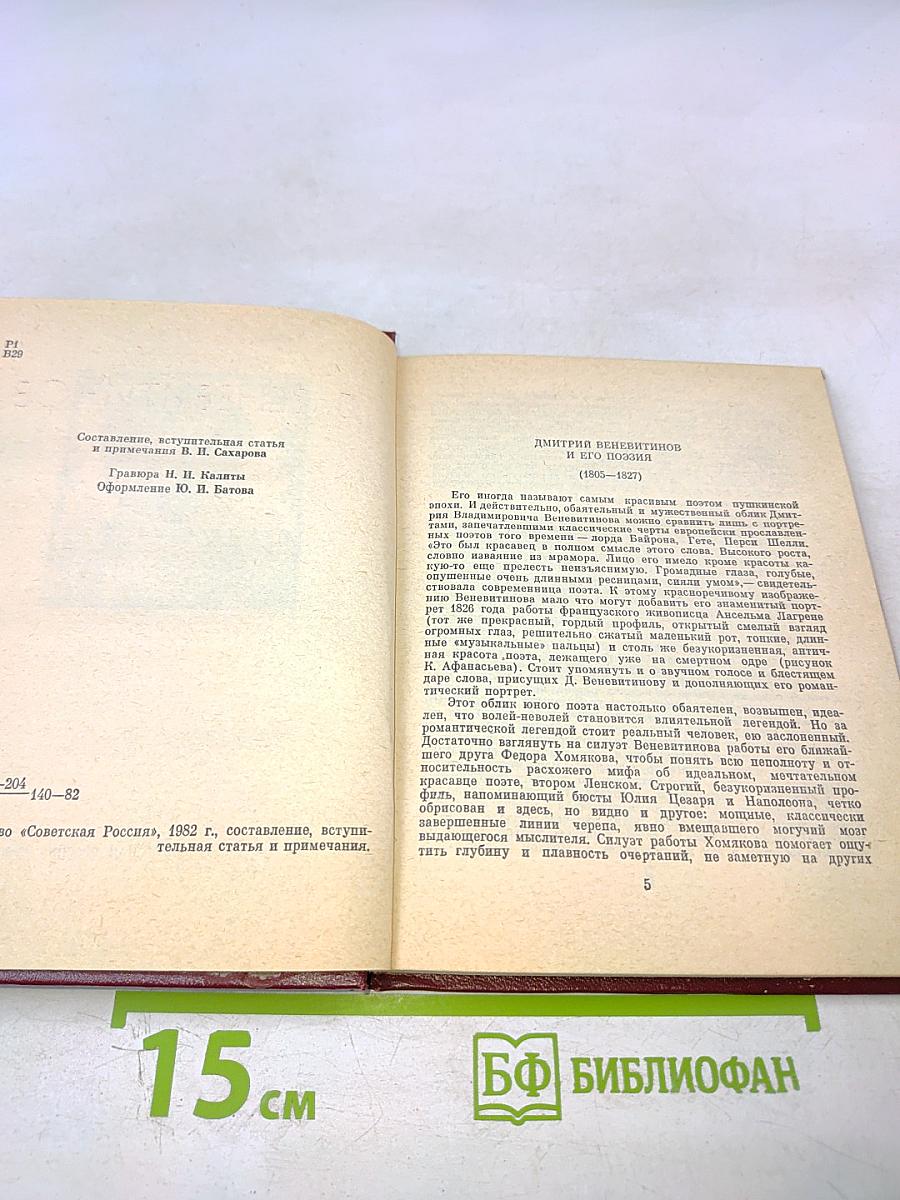 Р1
В29
Составление, вступительная статья
и примечания В. И. Сахарова
Гравюра Н. И. Калиты
Оформление Ю. И. Батова
—204
140—82
во «Советская Россия», 1982 г., составление, вступи-
тельная статья и примечания.
ДМИТРИЙ ВЕНЕВИТИНОВ
И ЕГО ПОЭЗИЯ
(1805—1827)
Его иногда называют самым красивым поэтом пушкинской
эпохи. И действительно, обаятельный и мужественный облик Дмит-
рия Владимировича Веневитинова можно сравнить лишь с портре-
тами, запечатлевшими классические черты европейски прославлен-
ных поэтов того времени — лорда Байрона, Гете, Перси Шелли.
«Это был красавец в полном смысле этого слова. Высокого роста,
словно изваяние из мрамора. Лицо его имело кроме красоты ка-
кую-то еще прелесть неизъяснимую. Громадные глаза, голубые,
опушенные очень длинными ресницами, сияли умом»,— свидетель-
ствовала современница поэта. К этому красноречивому изображе-
нию Веневитинова мало что могут добавить его знаменитый порт-
рет 1826 года работы французского живописца Ансельма Лагрене
(тот же прекрасный, гордый профиль, открытый смелый взгляд
огромных глаз, решительно сжатый маленький рот, тонкие, длин-
ные «музыкальные» пальцы) и столь же безукоризненная, антич-
ная красота поэта, лежащего уже на смертном одре (рисунок
К. Афанасьева). Стоит упомянуть и о звучном голосе и блестящем
даре слова, присущих Д. Веневитинову и дополняющих его роман-
тический портрет.
Этот облик юного поэта настолько обаятелен, возвышен, идеа-
лен, что волей-неволей становится влиятельной легендой. Но за
романтической легендой стоит реальный человек, ею заслоненный.
Достаточно взглянуть на силуэт Веневитинова работы его ближай-
шего друга Федора Хомякова, чтобы понять всю неполноту и от-
носительность расхожего мифа об идеальном, мечтательном
красавце поэте, втором Ленском. Строгий, безукоризненный про-
филь, напоминающий бюсты Юлия Цезаря и Наполеона, четко
обрисован и здесь, но видно и другое: мощные, классически
завершенные линии черепа, явно вмещавшего могучий мозг
выдающегося мыслителя. Силуэт работы Хомякова помогает ощу-
тить глубину и плавность очертаний, не заметную на других
5
15 см
БФ БИБЛИОФАН